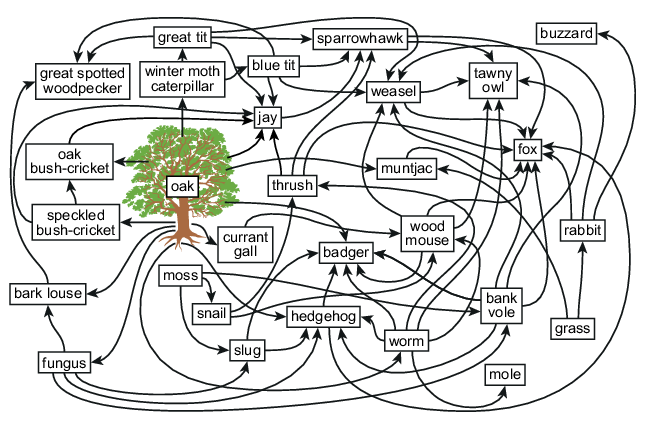 great tit
sparrowhawk
buzzard
great spotted
woodpecker
winter moth
caterpillar
blue tit
tawny
owl
weasel
jay
oak
bush-cricket
fox
muntjac
oak
thrush
speckled
bush-cricket
currant
gall
wood
mouse
rabbit
badger
moss
bark louse
snail
hedgehog
bank
vole
grass
slug
worm
fungus
mole